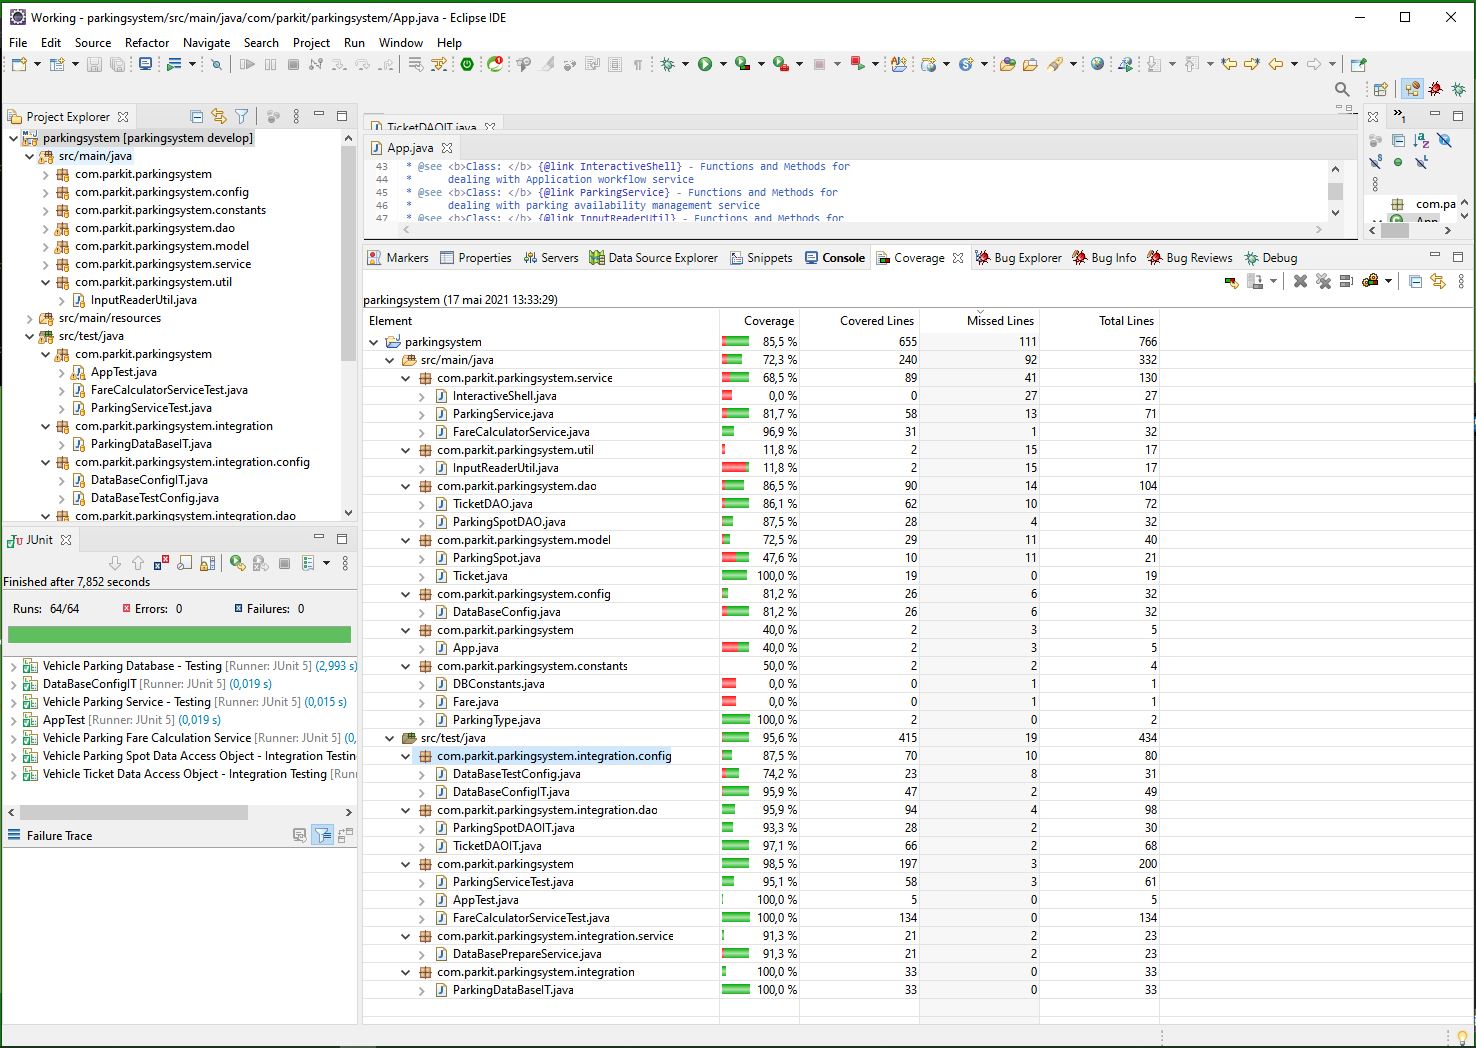 Working - parkingsystem/src/main/java/com/parkit/parkingsystem/App.java - Eclipse IDE
File Edit Source Refactor Navigate Search Project Run Window Help
Project Explorer
parkingsystem [parkingsystem develop]
src/main/java
com.parkit.parkingsystem
com.parkit.parkingsystem.config
com.parkit.parkingsystem.constants
com.parkit.parkingsystem.dao
com.parkit.parkingsystem.model
com.parkit.parkingsystem.service
com.parkit.parkingsystem.util
InputReaderUtil.java
src/main/resources
src/test/java
com.parkit.parkingsystem
AppTest.java
FareCalculatorServiceTest.java
ParkingServiceTest.java
com.parkit.parkingsystem.integration
ParkingDataBaseIT.java
com.parkit.parkingsystem.integration.config
DataBaseConfigIT.java
DataBaseTestConfig.java
com.parkit.parkingsystem.integration.dao
JUnit
Finished after 7,852 seconds
Runs: 64/64 Errors: 0 Failures: 0
Vehicle Parking Database - Testing [Runner: JUnit 5] (2,993 s)
DataBaseConfigIT [Runner: JUnit 5] (0,019 s)
Vehicle Parking Service - Testing [Runner: JUnit 5] (0,015 s)
AppTest [Runner: JUnit 5] (0,019 s)
Vehicle Parking Fare Calculation Service [Runner: JUnit 5] (0,
Vehicle Parking Spot Data Access Object - Integration Testin
Vehicle Ticket Data Access Object - Integration Testing [Run
Failure Trace
TicketDAOIT.java
App.java
43 * @see <b>Class: </b> {@link InteractiveShell} - Functions and Methods for
44 * dealing with Application workflow service
45 * @see <b>Class: </b> {@link ParkingService} - Functions and Methods for
46 * dealing with parking availability management service
47 * @see <b>Class: </b> {@link InputReaderUtil} - Functions and Methods for
»1
com.pa
App
Markers Properties Servers Data Source Explorer Snippets Console Coverage Bug Explorer Bug Info Bug Reviews Debug
parkingsystem (17 mai 2021 13:33:29)
Element Coverage Covered Lines Missed Lines Total Lines
parkingsystem 85,5 % 655 111 766
src/main/java 72,3 % 240 92 332
com.parkit.parkingsystem.service 68,5 % 89 41 130
InteractiveShell.java 0,0 % 0 27 27
ParkingService.java 81,7 % 58 13 71
FareCalculatorService.java 96,9 % 31 1 32
com.parkit.parkingsystem.util 11,8 % 2 15 17
InputReaderUtil.java 11,8 % 2 15 17
com.parkit.parkingsystem.dao 86,5 % 90 14 104
TicketDAO.java 86,1 % 62 10 72
ParkingSpotDAO.java 87,5 % 28 4 32
com.parkit.parkingsystem.model 72,5 % 29 11 40
ParkingSpot.java 47,6 % 10 11 21
Ticket.java 100,0 % 19 0 19
com.parkit.parkingsystem.config 81,2 % 26 6 32
DataBaseConfig.java 81,2 % 26 6 32
com.parkit.parkingsystem 40,0 % 2 3 5
App.java 40,0 % 2 3 5
com.parkit.parkingsystem.constants 50,0 % 2 2 4
DBConstants.java 0,0 % 0 1 1
Fare.java 0,0 % 0 1 1
ParkingType.java 100,0 % 2 0 2
src/test/java 95,6 % 415 19 434
com.parkit.parkingsystem.integration.config 87,5 % 70 10 80
DataBaseTestConfig.java 74,2 % 23 8 31
DataBaseConfigIT.java 95,9 % 47 2 49
com.parkit.parkingsystem.integration.dao 95,9 % 94 4 98
ParkingSpotDAOIT.java 93,3 % 28 2 30
TicketDAOIT.java 97,1 % 66 2 68
com.parkit.parkingsystem 98,5 % 197 3 200
ParkingServiceTest.java 95,1 % 58 3 61
AppTest.java 100,0 % 5 0 5
FareCalculatorServiceTest.java 100,0 % 134 0 134
com.parkit.parkingsystem.integration.service 91,3 % 21 2 23
DataBasePrepareService.java 91,3 % 21 2 23
com.parkit.parkingsystem.integration 100,0 % 33 0 33
ParkingDataBaseIT.java 100,0 % 33 0 33